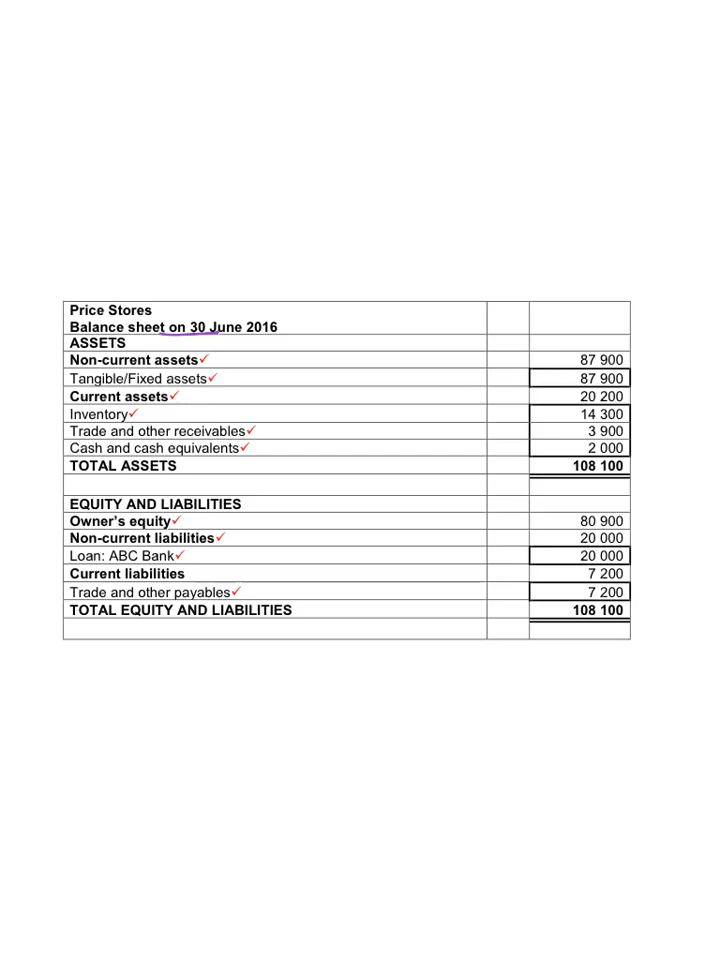 Price Stores
Balance sheet on 30 June 2016
ASSETS
Non-current assets✓ 87 900
Tangible/Fixed assets✓ 87 900
Current assets✓ 20 200
Inventory✓ 14 300
Trade and other receivables✓ 3 900
Cash and cash equivalents✓ 2 000
TOTAL ASSETS 108 100
EQUITY AND LIABILITIES
Owner’s equity✓ 80 900
Non-current liabilities✓ 20 000
Loan: ABC Bank✓ 20 000
Current liabilities 7 200
Trade and other payables✓ 7 200
TOTAL EQUITY AND LIABILITIES 108 100